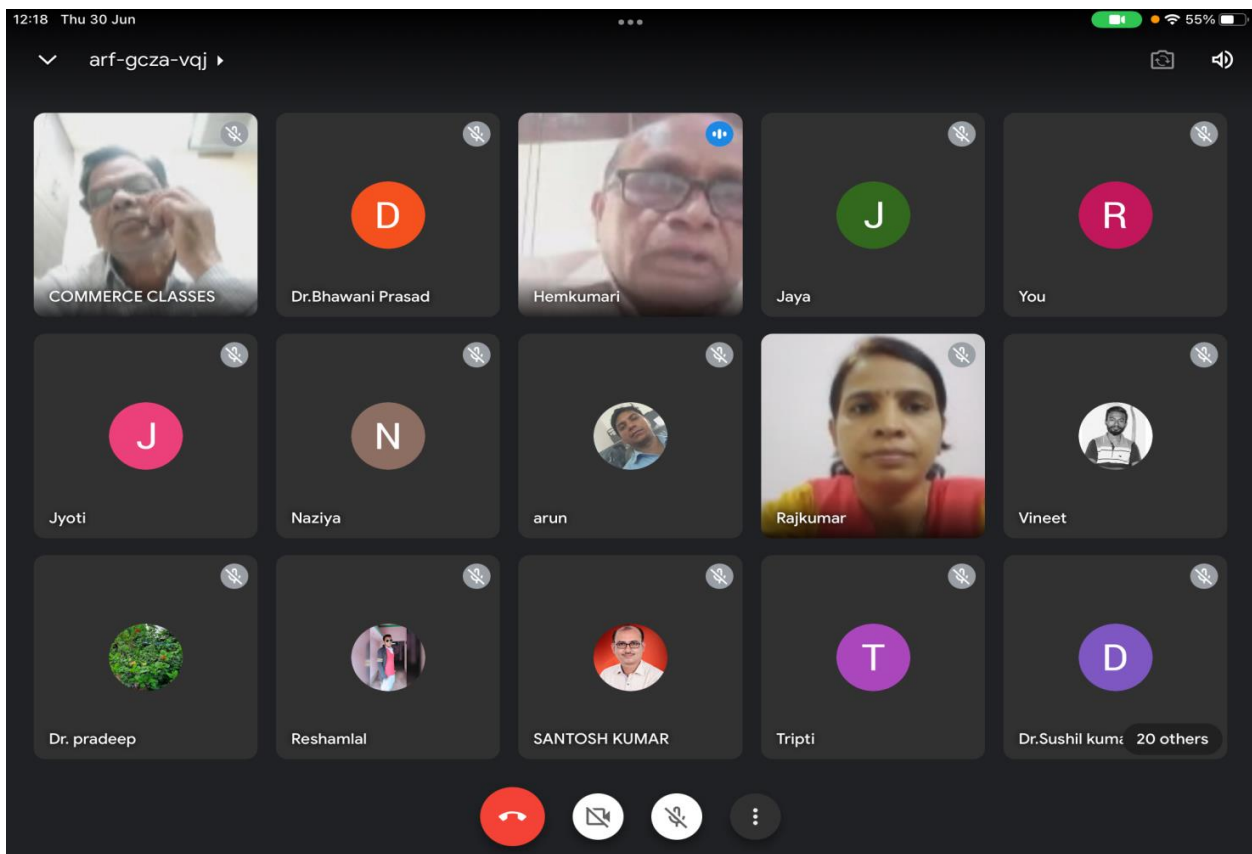 12:18 Thu 30 Jun
55%
arf-gcza-vqj
COMMERCE CLASSES
D
Dr.Bhawani Prasad
Hemkumari
J
Jaya
R
You
J
Jyoti
N
Naziya
arun
Rajkumar
Vineet
Dr. pradeep
Reshamlal
SANTOSH KUMAR
T
Tripti
D
Dr.Sushil kuma
20 others